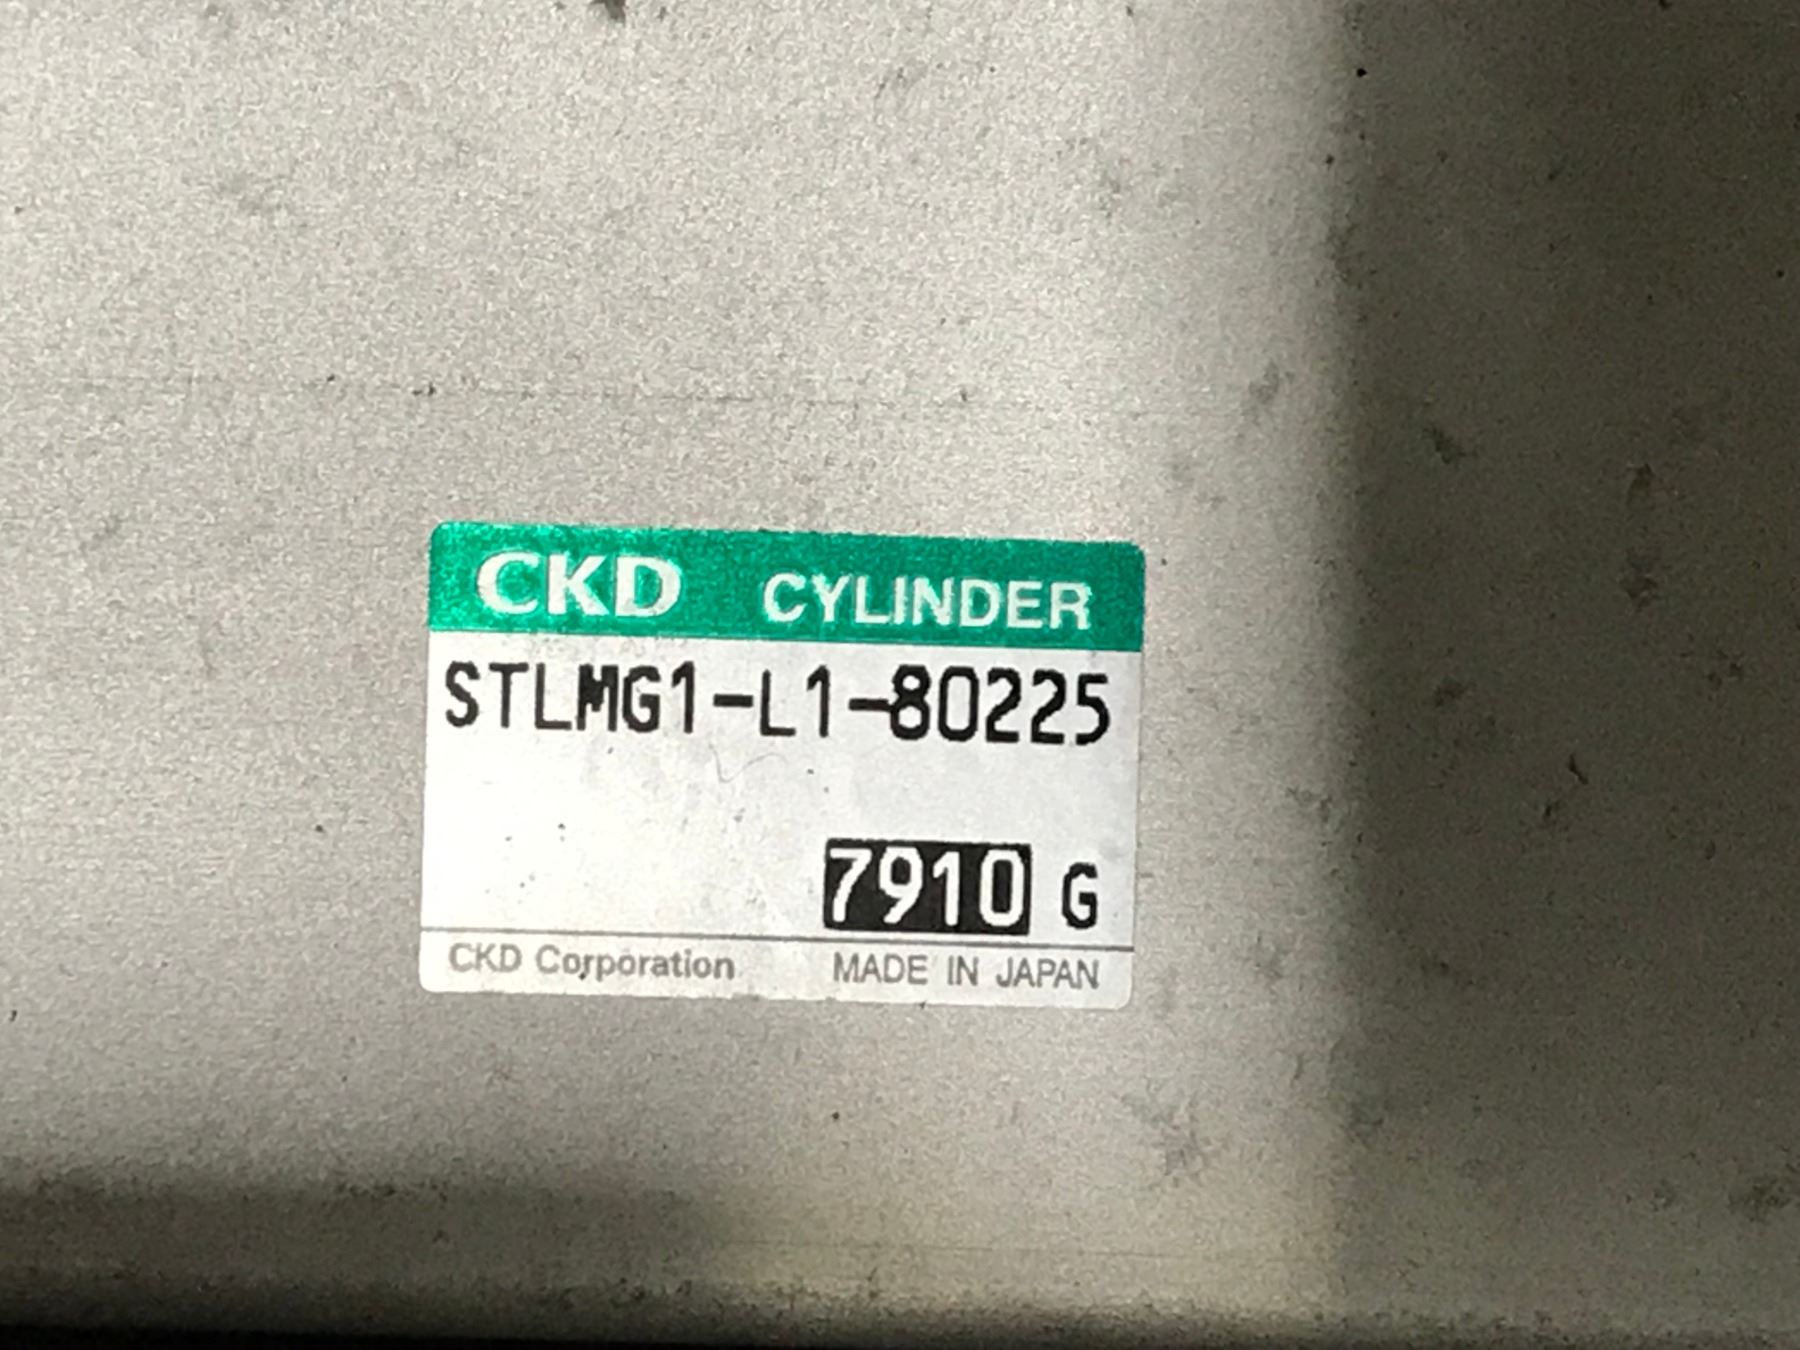 CKD CYLINDER
STLMG1-L1-80225
7910 G
CKD Corporation MADE IN JAPAN